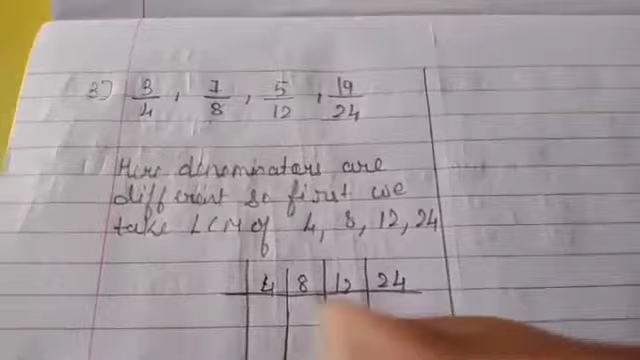 3) 3/4 , 7/8 , 5/12 , 19/24
Here denominators are
different so first we
take LCM of 4, 8, 12, 24
4 8 12 24